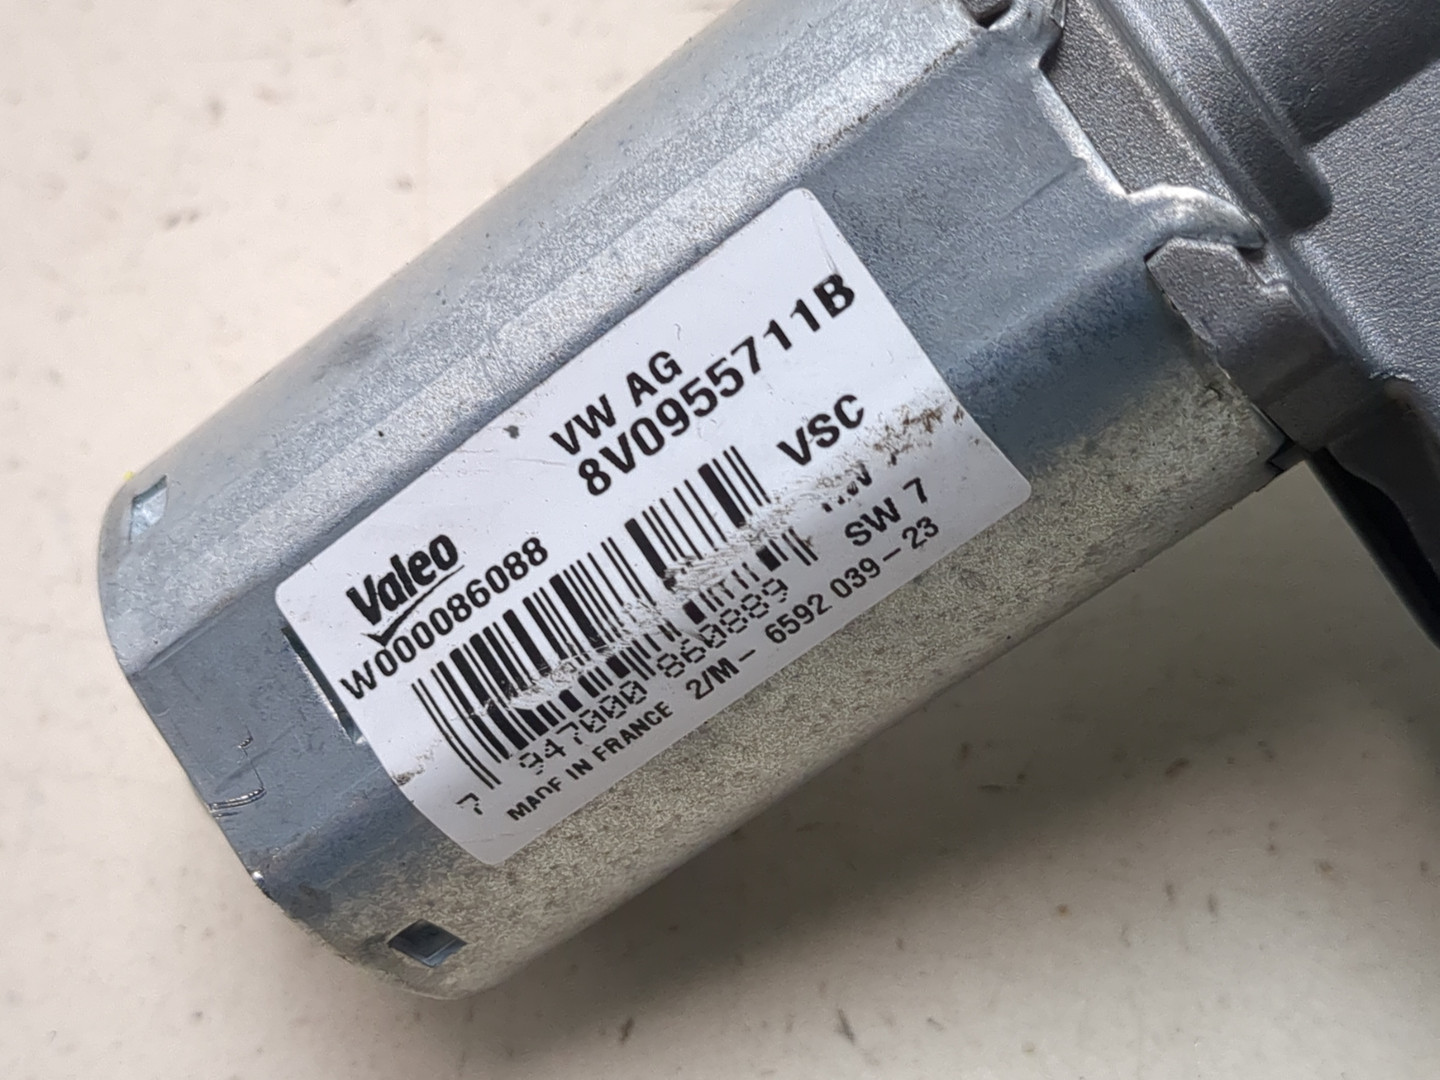 VW AG
8V0955711B
Valeo
VSC
W000086088
SW 7
7 947000 860889
MADE IN FRANCE 2/M - 6592 039-23